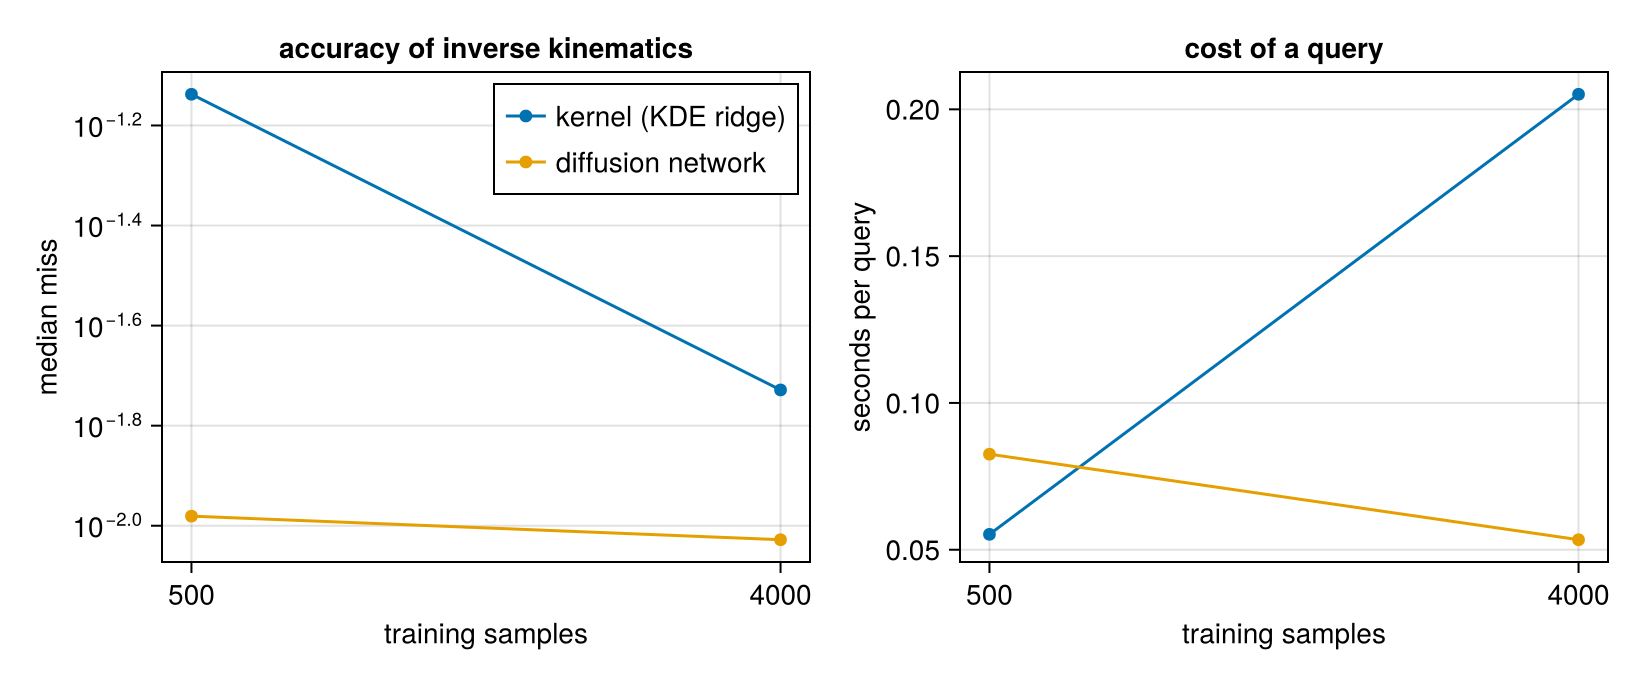 accuracy of inverse kinematics
median miss
10−1.2
10−1.4
10−1.6
10−1.8
10−2.0
kernel (KDE ridge)
diffusion network
500
4000
training samples
cost of a query
seconds per query
0.20
0.15
0.10
0.05
500
4000
training samples